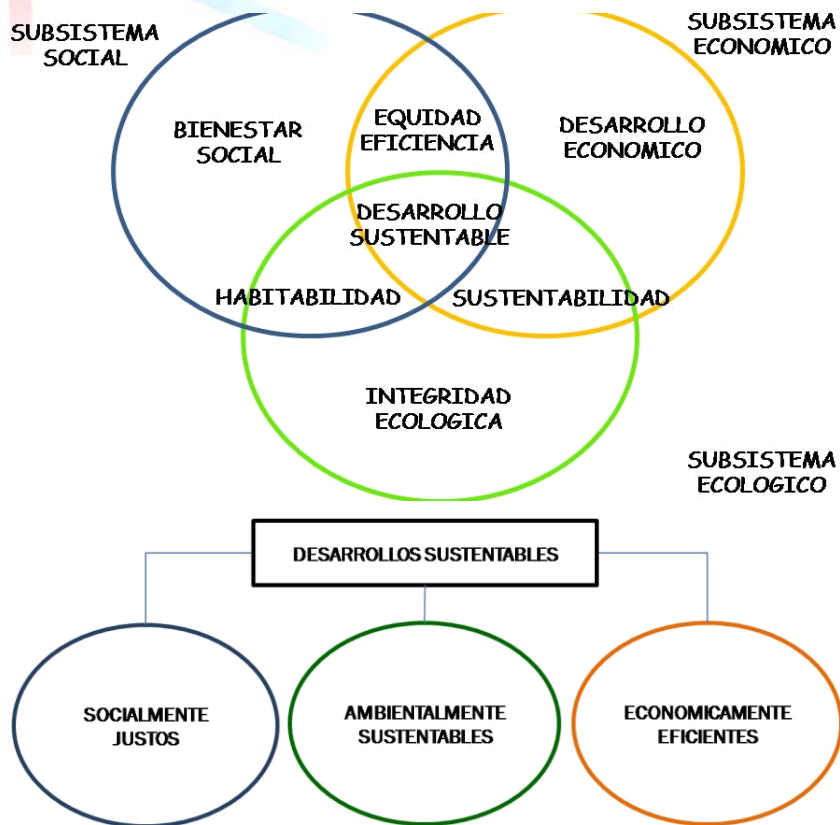 SUBSISTEMA
SOCIAL
SUBSISTEMA
ECONOMICO
BIENESTAR
SOCIAL
EQUIDAD
EFICIENCIA
DESARROLLO
ECONOMICO
DESARROLLO
SUSTENTABLE
HABITABILIDAD
SUSTENTABILIDAD
INTEGRIDAD
ECOLOGICA
SUBSISTEMA
ECOLOGICO
DESARROLLOS SUSTENTABLES
SOCIALMENTE
JUSTOS
AMBIENTALMENTE
SUSTENTABLES
ECONOMICAMENTE
EFICIENTES